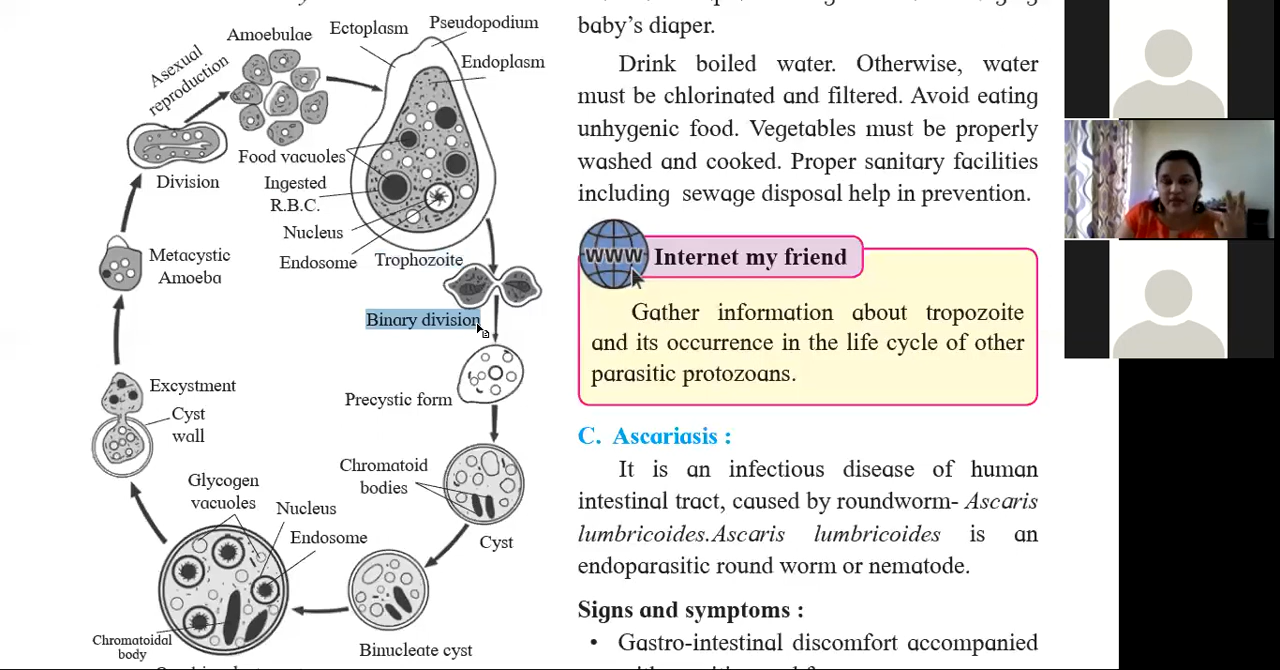 Amoebulae
Ectoplasm
Pseudopodium
Endoplasm
Asexual
reproduction
Food vacuoles
Division
Ingested
R.B.C.
Nucleus
Endosome
Trophozoite
Metacystic
Amoeba
Binary division
Precystic form
Excystment
Cyst
wall
Chromatoid
bodies
Glycogen
vacuoles
Nucleus
Endosome
Cyst
Chromatoidal
body
Binucleate cyst
baby's diaper.
Drink boiled water. Otherwise, water
must be chlorinated and filtered. Avoid eating
unhygenic food. Vegetables must be properly
washed and cooked. Proper sanitary facilities
including sewage disposal help in prevention.
WWW
Internet my friend
Gather information about tropozoite
and its occurrence in the life cycle of other
parasitic protozoans.
C. Ascariasis :
It is an infectious disease of human
intestinal tract, caused by roundworm- Ascaris
lumbricoides.Ascaris lumbricoides is an
endoparasitic round worm or nematode.
Signs and symptoms :
• Gastro-intestinal discomfort accompanied